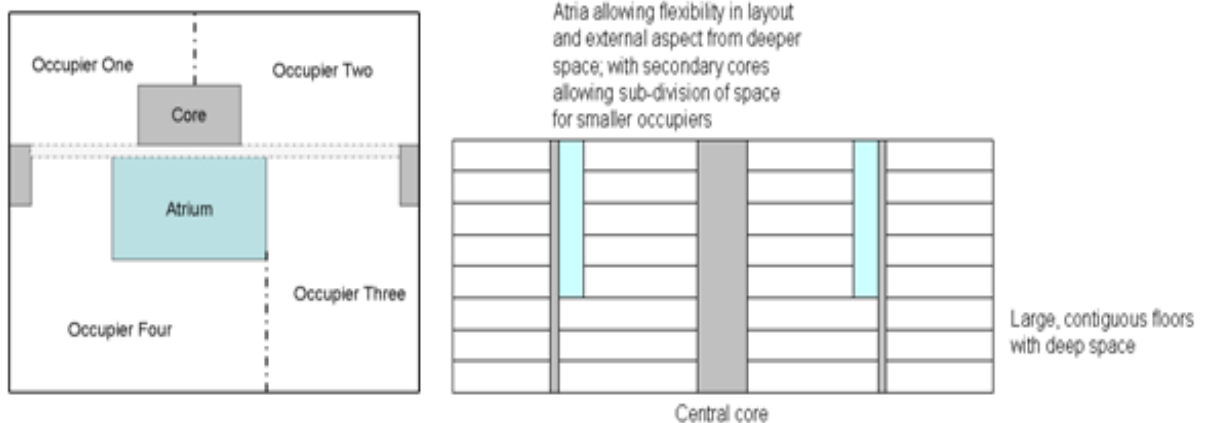 Occupier One
Occupier Two
Core
Atrium
Occupier Three
Occupier Four
Atria allowing flexibility in layout
and external aspect from deeper
space; with secondary cores
allowing sub-division of space
for smaller occupiers
Large, contiguous floors
with deep space
Central core